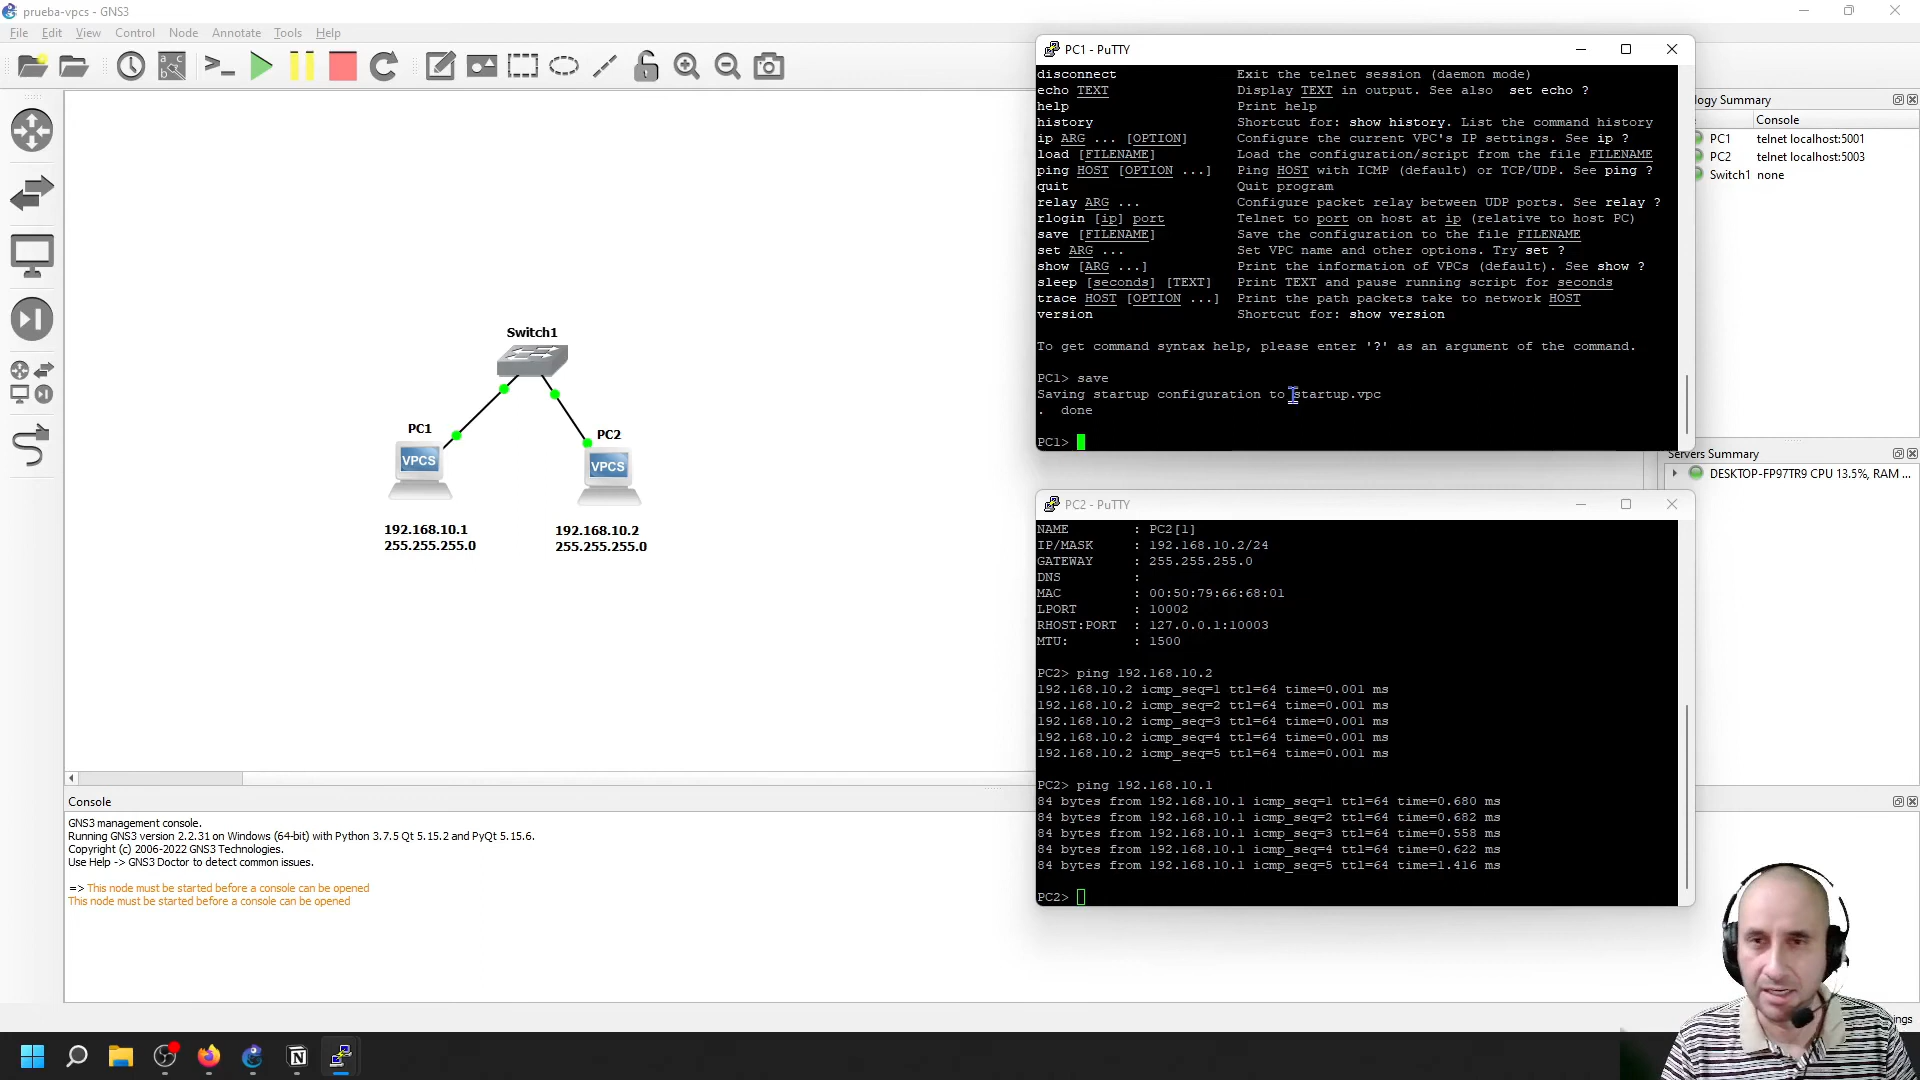 prueba-vpcs - GNS3
File Edit View Control Node Annotate Tools Help
Switch1
PC1
VPCS
192.168.10.1
255.255.255.0
PC2
VPCS
192.168.10.2
255.255.255.0
PC1 - PuTTY
disconnect Exit the telnet session (daemon mode)
echo TEXT Display TEXT in output. See also set echo ?
help Print help
history Shortcut for: show history. List the command history
ip ARG ... [OPTION] Configure the current VPC's IP settings. See ip ?
load [FILENAME] Load the configuration/script from the file FILENAME
ping HOST [OPTION ...] Ping HOST with ICMP (default) or TCP/UDP. See ping ?
quit Quit program
relay ARG ... Configure packet relay between UDP ports. See relay ?
rlogin [ip] port Telnet to port on host at ip (relative to host PC)
save [FILENAME] Save the configuration to the file FILENAME
set ARG ... Set VPC name and other options. Try set ?
show [ARG ...] Print the information of VPCs (default). See show ?
sleep [seconds] [TEXT] Print TEXT and pause running script for seconds
trace HOST [OPTION ...] Print the path packets take to network HOST
version Shortcut for: show version
To get command syntax help, please enter '?' as an argument of the command.
PC1> save
Saving startup configuration to startup.vpc
. done
PC1>
logy Summary
Console
PC1 telnet localhost:5001
PC2 telnet localhost:5003
Switch1 none
Servers Summary
DESKTOP-FP97TR9 CPU 13.5%, RAM ...
PC2 - PuTTY
NAME : PC2[1]
IP/MASK : 192.168.10.2/24
GATEWAY : 255.255.255.0
DNS :
MAC : 00:50:79:66:68:01
LPORT : 10002
RHOST:PORT : 127.0.0.1:10003
MTU: : 1500
PC2> ping 192.168.10.2
192.168.10.2 icmp_seq=1 ttl=64 time=0.001 ms
192.168.10.2 icmp_seq=2 ttl=64 time=0.001 ms
192.168.10.2 icmp_seq=3 ttl=64 time=0.001 ms
192.168.10.2 icmp_seq=4 ttl=64 time=0.001 ms
192.168.10.2 icmp_seq=5 ttl=64 time=0.001 ms
PC2> ping 192.168.10.1
84 bytes from 192.168.10.1 icmp_seq=1 ttl=64 time=0.680 ms
84 bytes from 192.168.10.1 icmp_seq=2 ttl=64 time=0.682 ms
84 bytes from 192.168.10.1 icmp_seq=3 ttl=64 time=0.558 ms
84 bytes from 192.168.10.1 icmp_seq=4 ttl=64 time=0.622 ms
84 bytes from 192.168.10.1 icmp_seq=5 ttl=64 time=1.416 ms
PC2>
Console
GNS3 management console.
Running GNS3 version 2.2.31 on Windows (64-bit) with Python 3.7.5 Qt 5.15.2 and PyQt 5.15.6.
Copyright (c) 2006-2022 GNS3 Technologies.
Use Help -> GNS3 Doctor to detect common issues.
=> This node must be started before a console can be opened
This node must be started before a console can be opened
ngs